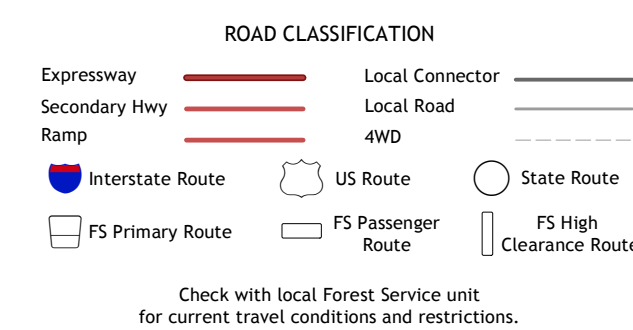 ROAD CLASSIFICATION
Expressway
Local Connector
Secondary Hwy
Local Road
Ramp
4WD
Interstate Route
US Route
State Route
FS Primary Route
FS Passenger
Route
FS High
Clearance Route
Check with local Forest Service unit
for current travel conditions and restrictions.